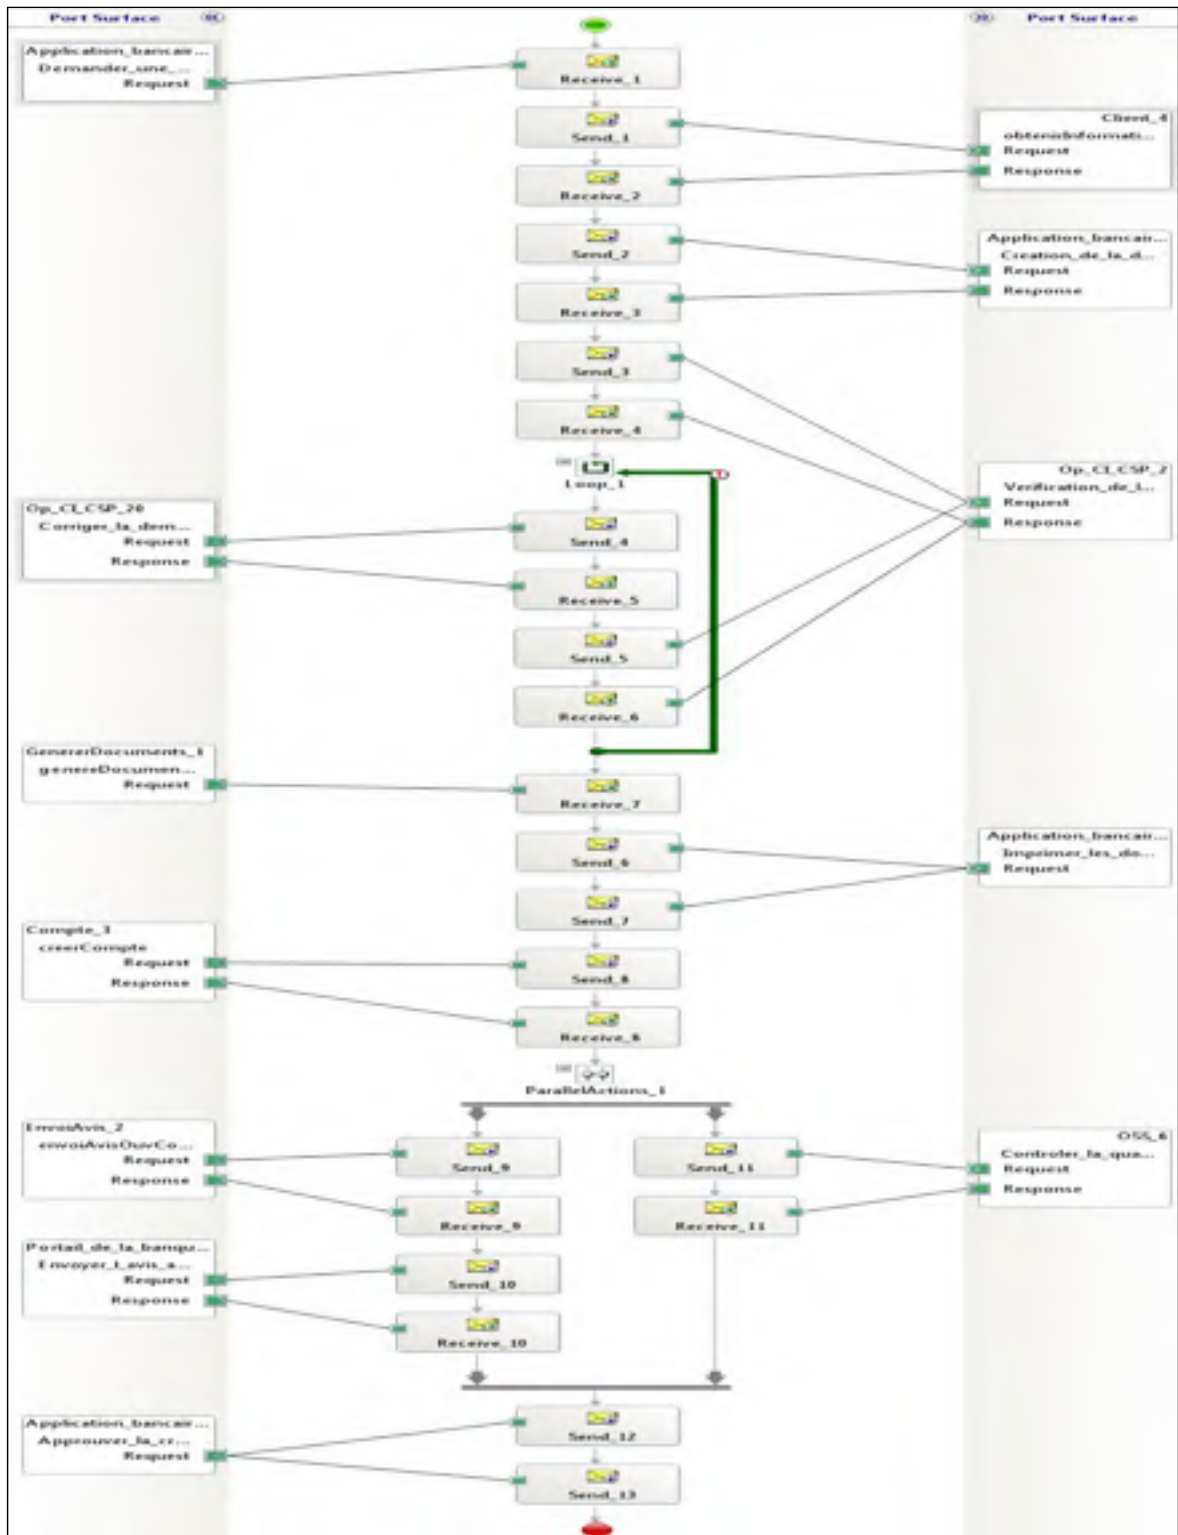 Port Surface
Application_bancair...
Demander_une_...
Request
Op_CI_CSP_20
Corriger_la_dem...
Request
Response
GenererDocuments_1
genereDocumen...
Request
Compte_3
creerCompte
Request
Response
EnvoiAvis_2
envoiAvisOuvCo...
Request
Response
Portail_de_la_banqu...
Envoyer_l_avis_a...
Request
Response
Application_bancair...
Approuver_la_cr...
Request
Receive_1
Send_1
Receive_2
Send_2
Receive_3
Send_3
Receive_4
Loop_1
Send_4
Receive_5
Send_5
Receive_6
Receive_7
Send_6
Send_7
Send_8
Receive_8
ParallelActions_1
Send_9
Receive_9
Send_10
Receive_10
Send_11
Receive_11
Send_12
Send_13
Port Surface
Client_4
Request
Response
Application_bancair...
Creation_de_la_d...
Request
Response
Op_CI_CSP_2
Verification_de_l...
Request
Response
Application_bancair...
Imprimer_les_do...
Request
OSS_6
Controler_la_qua...
Request
Response